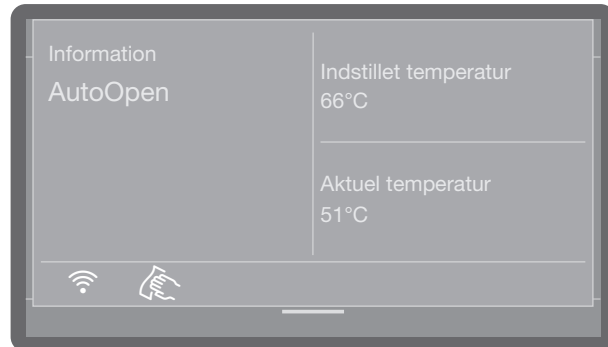 Information
AutoOpen
Indstillet temperatur
66°C
Aktuel temperatur
51°C